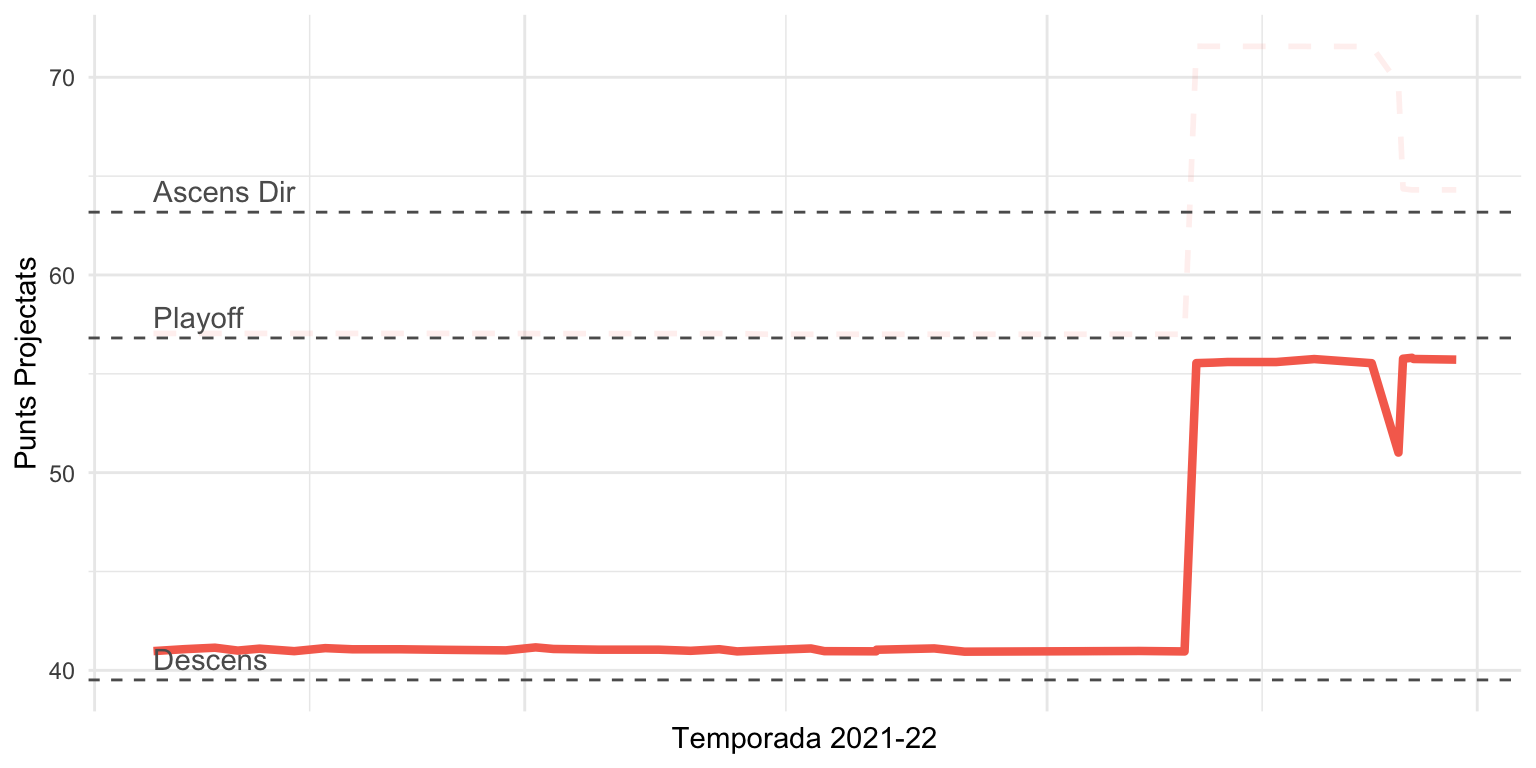 70
Ascens Dir
60
Playoff
Punts Projectats
50
Descens
40
Temporada 2021-22